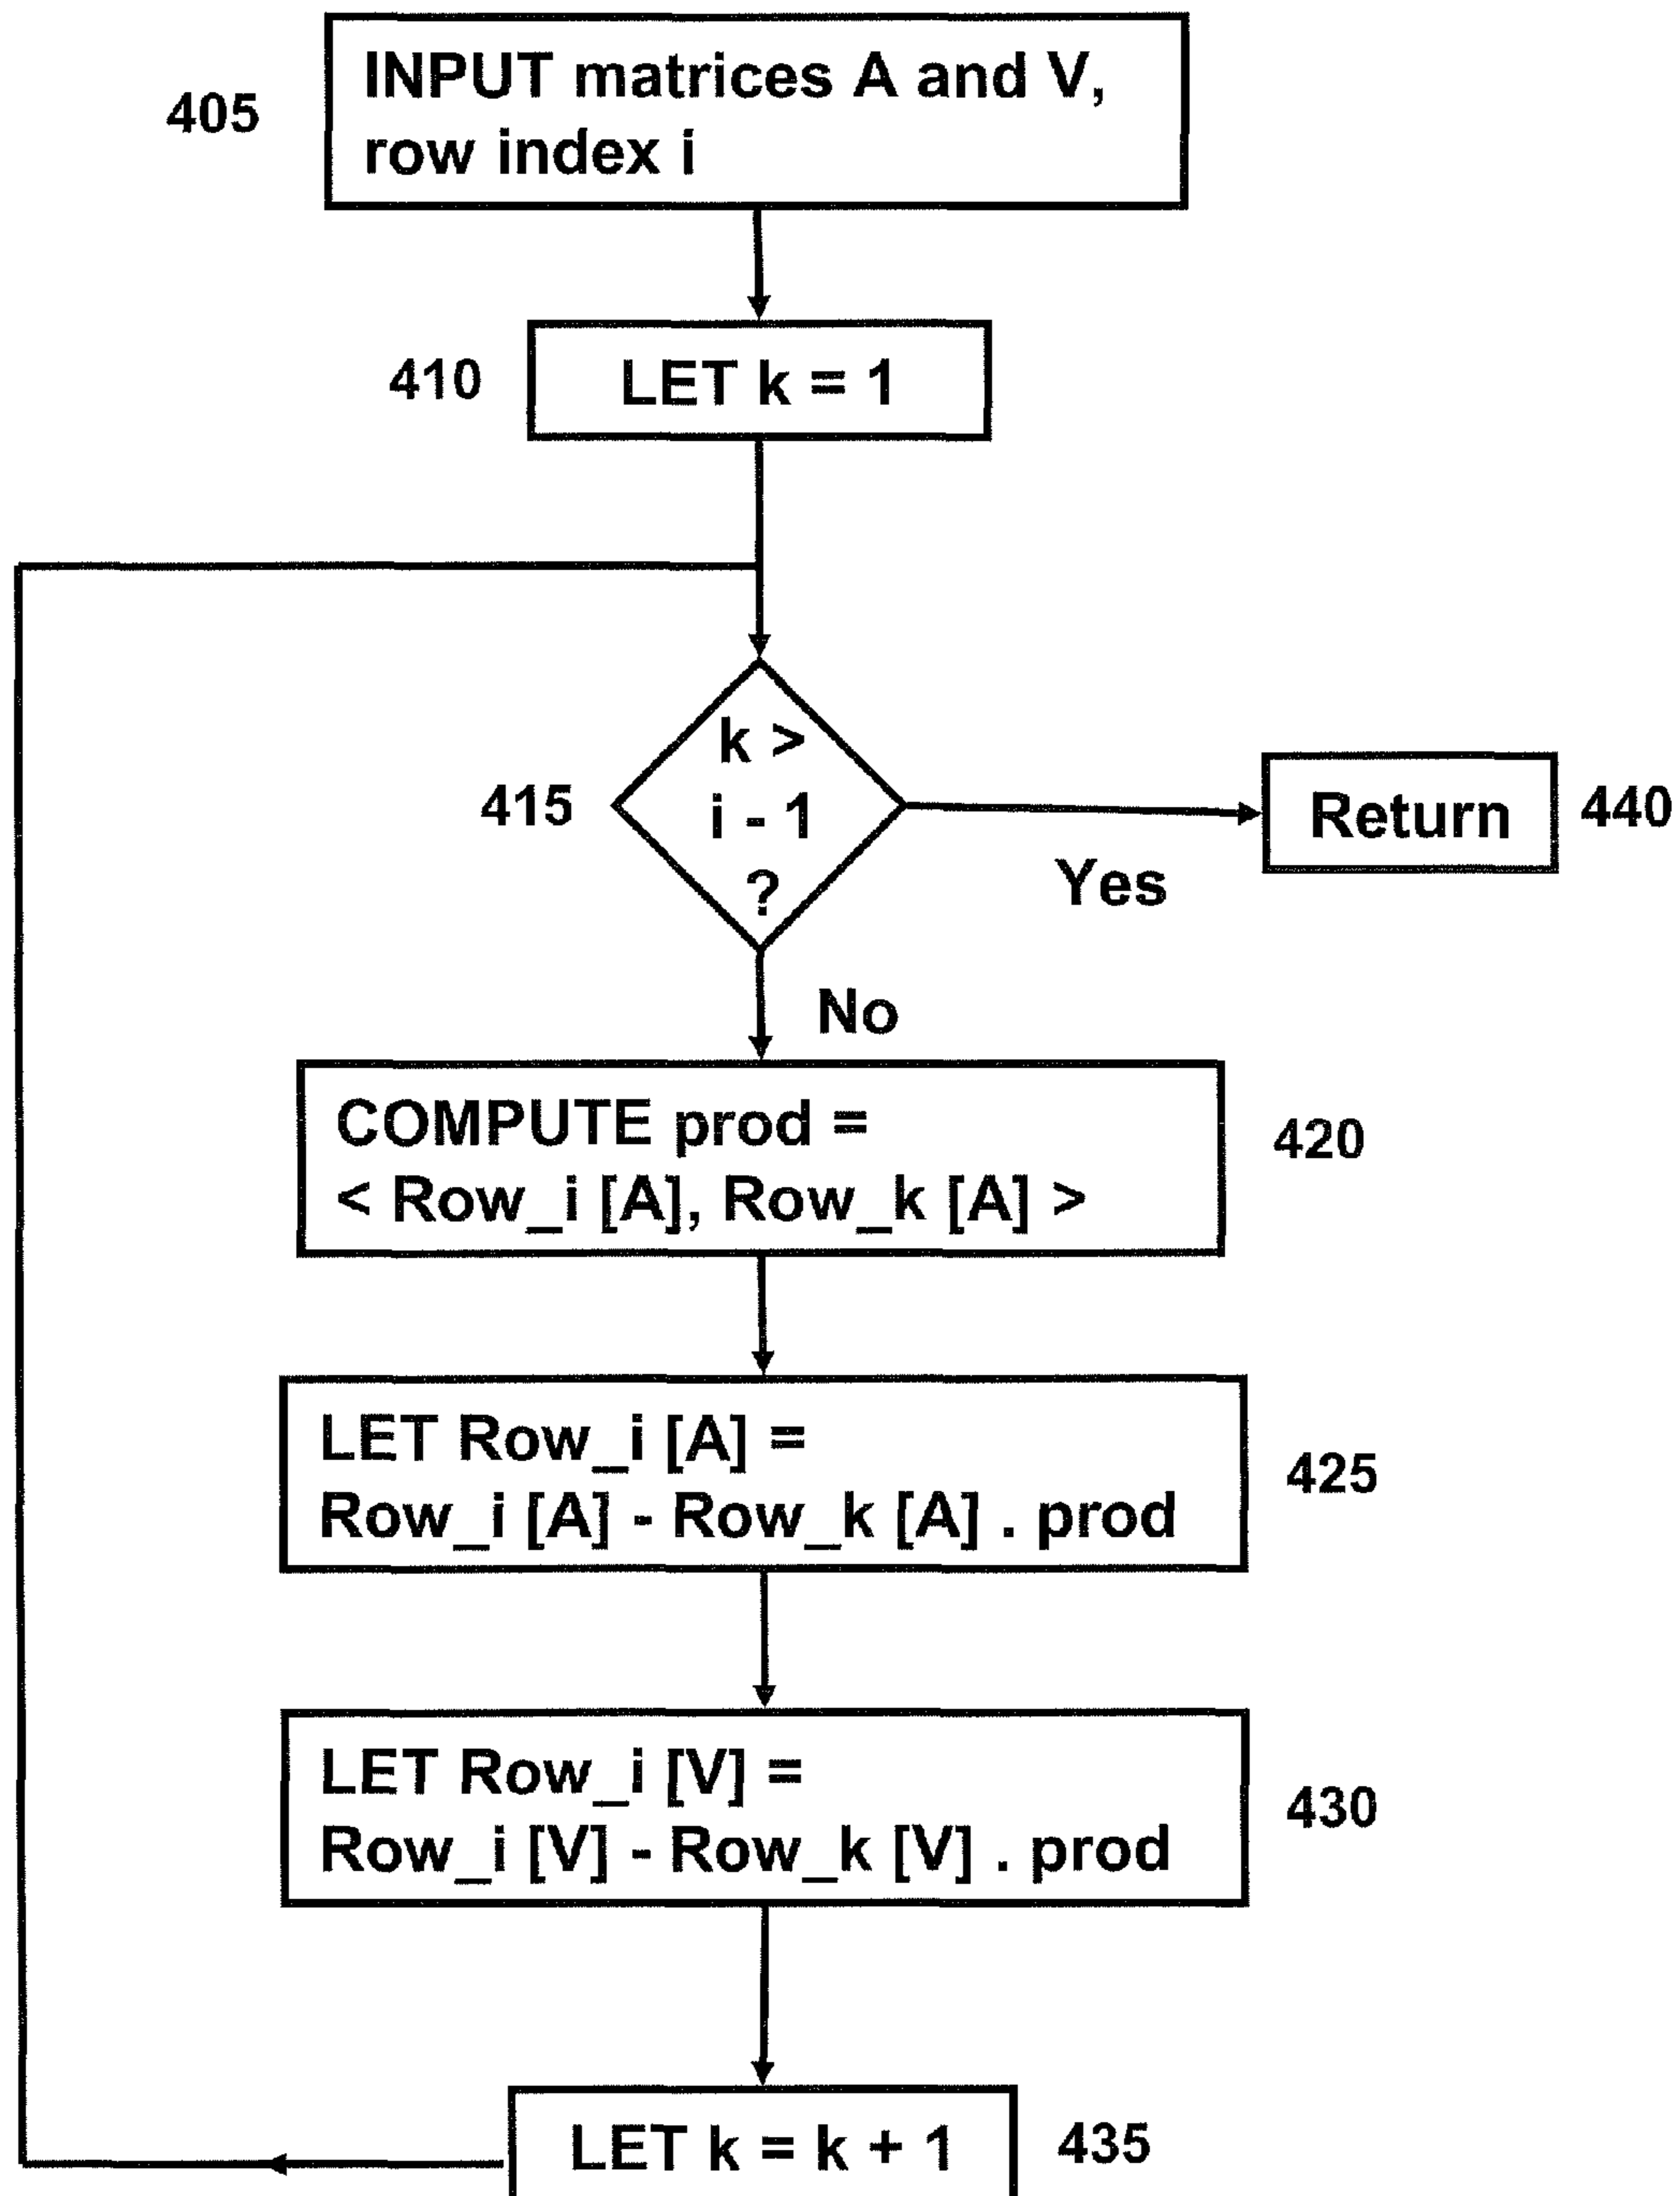 405
INPUT matrices A and V,
row index i
410
LET k = 1
415
k >
i - 1
?
Yes
Return
440
No
COMPUTE prod =
< Row_i [A], Row_k [A] >
420
LET Row_i [A] =
Row_i [A] - Row_k [A] . prod
425
LET Row_i [V] =
Row_i [V] - Row_k [V] . prod
430
LET k = k + 1
435